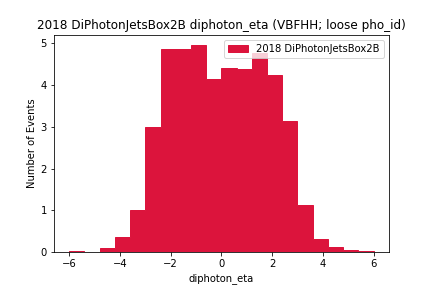 2018 DiPhotonJetsBox2B diphoton_eta (VBFHH; loose pho_id)
2018 DiPhotonJetsBox2B
Number of Events
5
4
3
2
1
0
−6 −4 −2 0 2 4 6
diphoton_eta